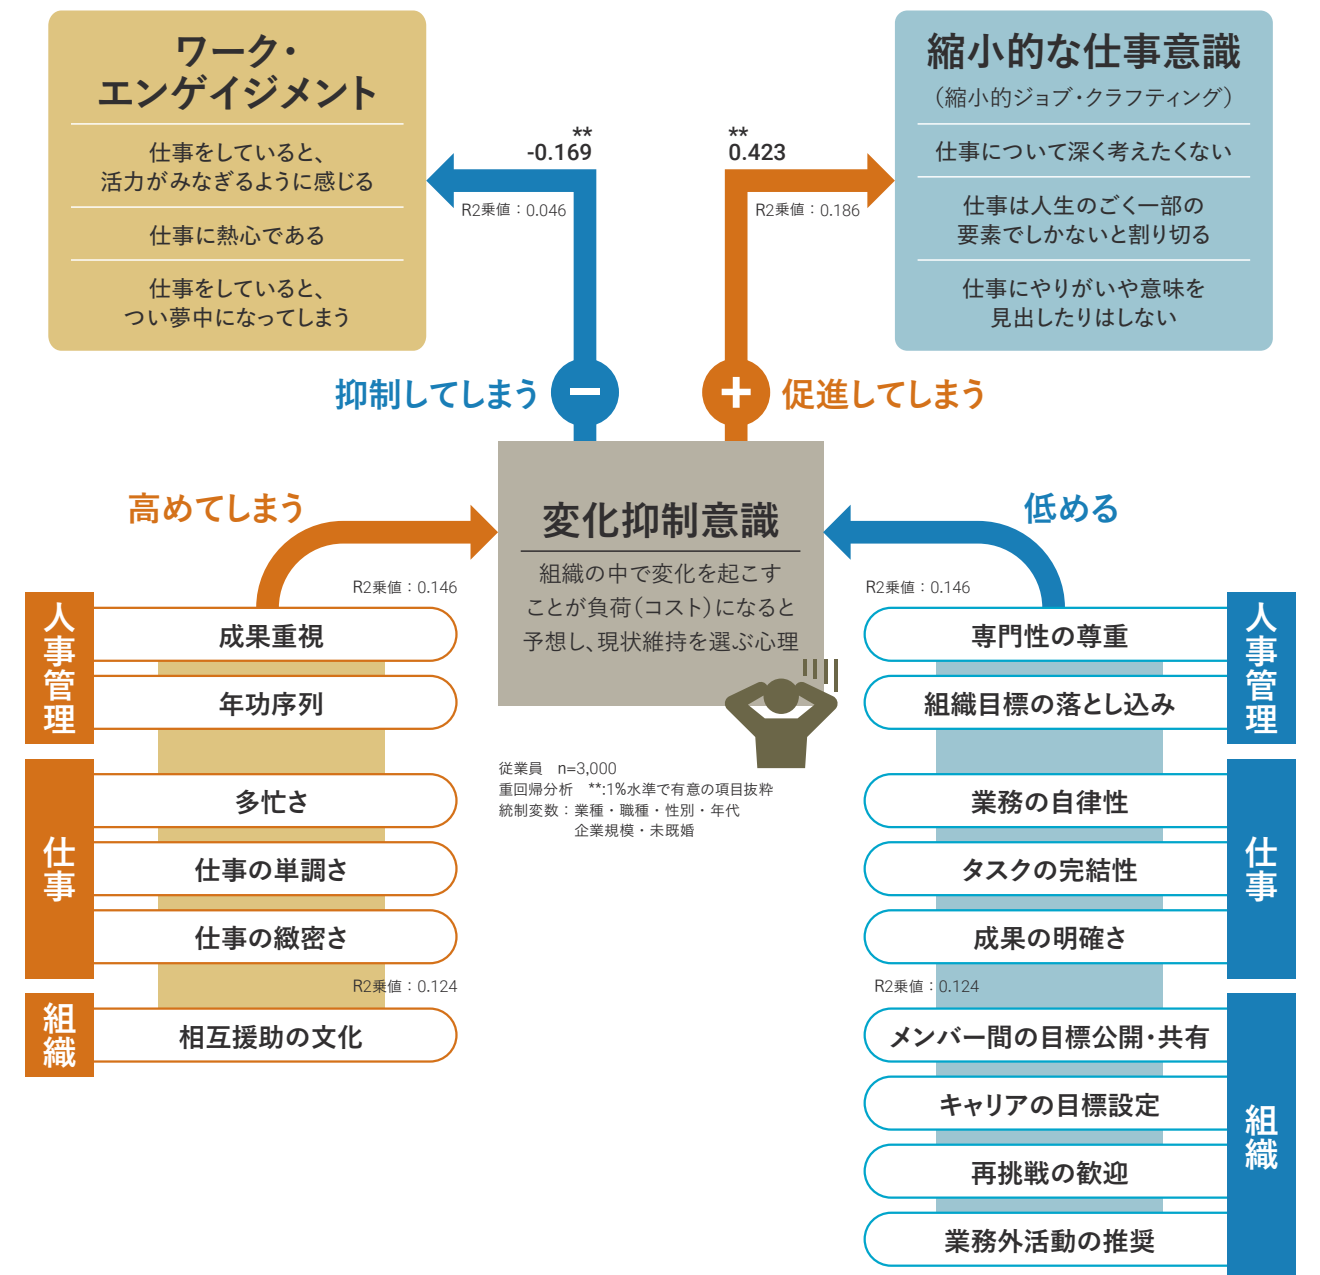 ワーク・
エンゲイジメント
仕事をしていると、
活力がみなぎるように感じる
仕事に熱心である
仕事をしていると、
つい夢中になってしまう
縮小的な仕事意識
（縮小的ジョブ・クラフティング）
仕事について深く考えたくない
仕事は人生のごく一部の
要素でしかないと割り切る
仕事にやりがいや意味を
見出したりはしない
**
-0.169
R2乗値：0.046
**
0.423
R2乗値：0.186
抑制してしまう
−
+
促進してしまう
変化抑制意識
組織の中で変化を起こす
ことが負荷（コスト）になると
予想し、現状維持を選ぶ心理
高めてしまう
R2乗値：0.146
人事管理
成果重視
年功序列
仕事
多忙さ
仕事の単調さ
仕事の緻密さ
R2乗値：0.124
組織
相互援助の文化
従業員　n=3,000
重回帰分析　**:1%水準で有意の項目抜粋
統制変数：業種・職種・性別・年代
企業規模・未既婚
低める
R2乗値：0.146
人事管理
専門性の尊重
組織目標の落とし込み
仕事
業務の自律性
タスクの完結性
成果の明確さ
R2乗値：0.124
組織
メンバー間の目標公開・共有
キャリアの目標設定
再挑戦の歓迎
業務外活動の推奨